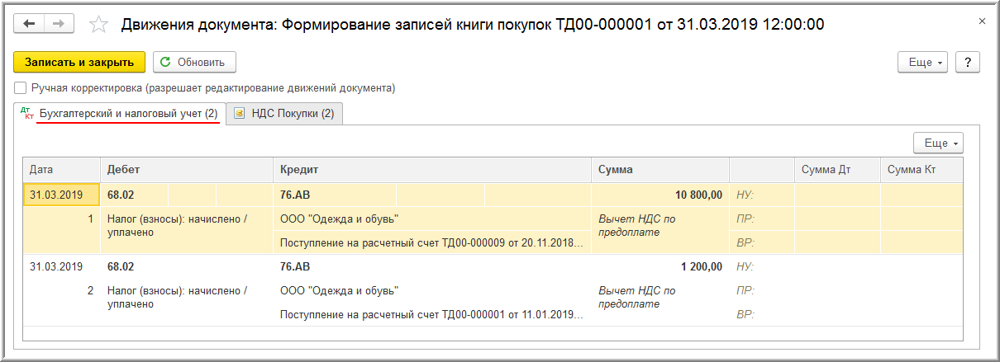 Движения документа: Формирование записей книги покупок ТД00-000001 от 31.03.2019 12:00:00
Записать и закрыть Обновить Еще ?
Ручная корректировка (разрешает редактирование движений документа)
Дт Кт Бухгалтерский и налоговый учет (2) НДС Покупки (2)
Еще
Дата Дебет Кредит Сумма Сумма Дт Сумма Кт
31.03.2019 68.02 76.АВ 10 800,00 НУ:
1 Налог (взносы): начислено / ООО "Одежда и обувь" Вычет НДС по ПР:
уплачено предоплате
Поступление на расчетный счет ТД00-000009 от 20.11.2018... ВР:
31.03.2019 68.02 76.АВ 1 200,00 НУ:
2 Налог (взносы): начислено / ООО "Одежда и обувь" Вычет НДС по ПР:
уплачено предоплате
Поступление на расчетный счет ТД00-000001 от 11.01.2019... ВР: